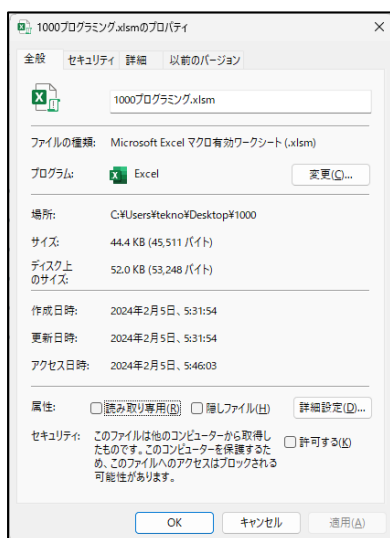 1000プログラミング.xlsmのプロパティ
全般 セキュリティ 詳細 以前のバージョン
1000プログラミング.xlsm
ファイルの種類: Microsoft Excel マクロ有効ワークシート (.xlsm)
プログラム: Excel 変更(C)...
場所: C:¥Users¥tekno¥Desktop¥1000
サイズ: 44.4 KB (45,511 バイト)
ディスク上
のサイズ: 52.0 KB (53,248 バイト)
作成日時: 2024年2月5日、5:31:54
更新日時: 2024年2月5日、5:31:54
アクセス日時: 2024年2月5日、5:46:03
属性: 読み取り専用(R) 隠しファイル(H) 詳細設定(D)...
セキュリティ: このファイルは他のコンピューターから取得し
たものです。このコンピューターを保護するた
め、このファイルへのアクセスはブロックされる
可能性があります。
許可する(K)
OK キャンセル 適用(A)